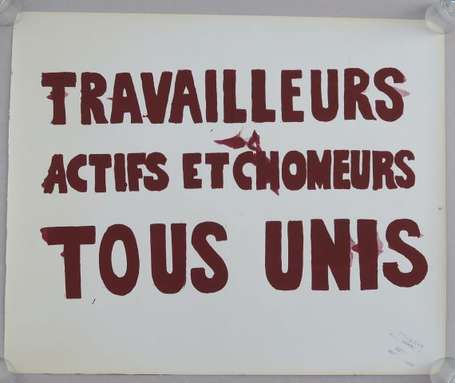 TRAVAILLEURS
ACTIFS ET CHOMEURS
TOUS UNIS